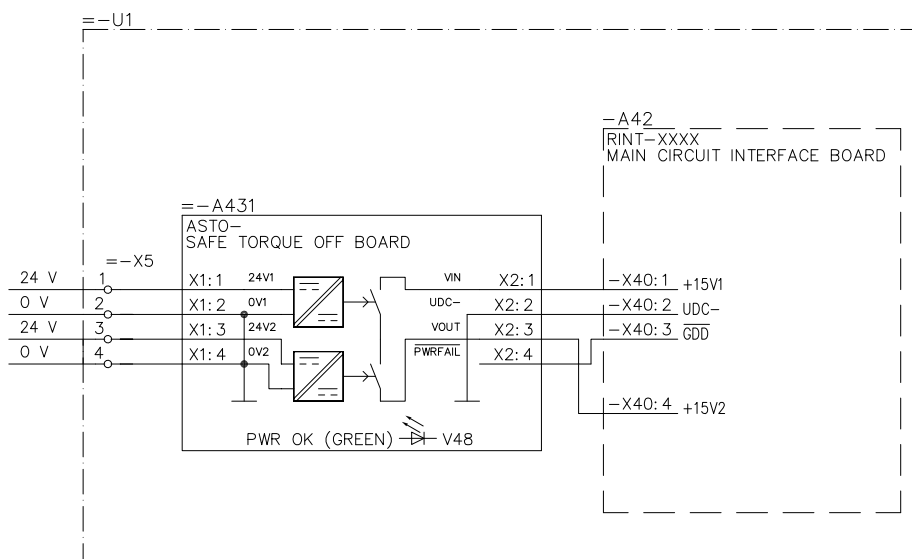 =-U1
-A42
RINT-XXXX
MAIN CIRCUIT INTERFACE BOARD
=-A431
ASTO-
SAFE TORQUE OFF BOARD
=-X5
24 V 1 X1:1 24V1 VIN X2:1 -X40:1 +15V1
0 V 2 X1:2 0V1 UDC- X2:2 -X40:2 UDC-
24 V 3 X1:3 24V2 VOUT X2:3 -X40:3 GDD
0 V 4 X1:4 0V2 PWRFAIL X2:4
-X40:4 +15V2
PWR OK (GREEN) V48